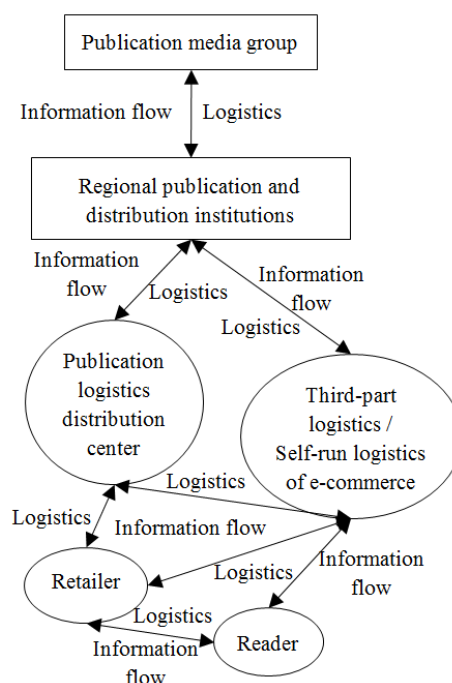 Publication media group
Information flow
Logistics
Regional publication and
distribution institutions
Information
flow
Logistics
Information
flow
Logistics
Publication
logistics
distribution
center
Third-part
logistics /
Self-run logistics
of e-commerce
Logistics
Logistics
Information flow
Information
flow
Logistics
Retailer
Logistics
Reader
Information
flow